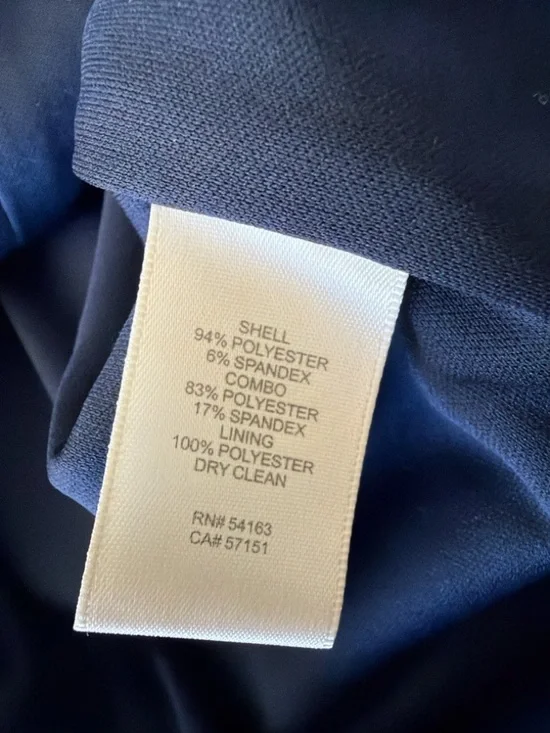 SHELL
94% POLYESTER
6% SPANDEX
COMBO
83% POLYESTER
17% SPANDEX
LINING
100% POLYESTER
DRY CLEAN
RN# 54163
CA# 57151